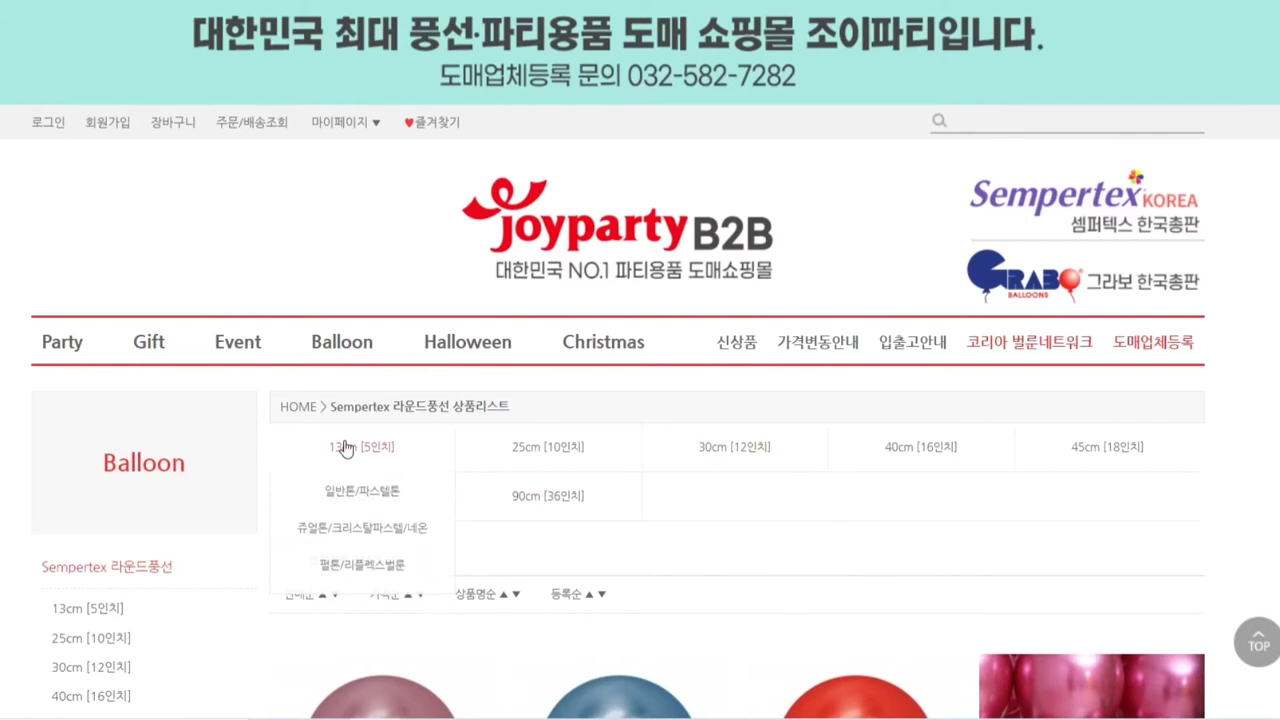 대한민국 최대 풍선·파티용품 도매 쇼핑몰 조이파티입니다.
도매업체등록 문의 032-582-7282
로그인 회원가입 장바구니 주문/배송조회 마이페이지 ▼ ♥즐겨찾기
joyparty B2B
대한민국 NO.1 파티용품 도매쇼핑몰
Sempertex KOREA
셈퍼텍스 한국총판
GRABO BALLOONS 그라보 한국총판
Party Gift Event Balloon Halloween Christmas 신상품 가격변동안내 입출고안내 코리아 벌룬네트워크 도매업체등록
Balloon
HOME > Sempertex 라운드풍선 상품리스트
[5인치] 25cm [10인치] 30cm [12인치] 40cm [16인치] 45cm [18인치]
일반톤/파스텔톤 90cm [36인치]
쥬얼톤/크리스탈파스텔/네온
펄톤/리플렉스벌룬
상품명순 ▲ ▼ 등록순 ▲ ▼
Sempertex 라운드풍선
13cm [5인치]
25cm [10인치]
30cm [12인치]
40cm [16인치]
TOP